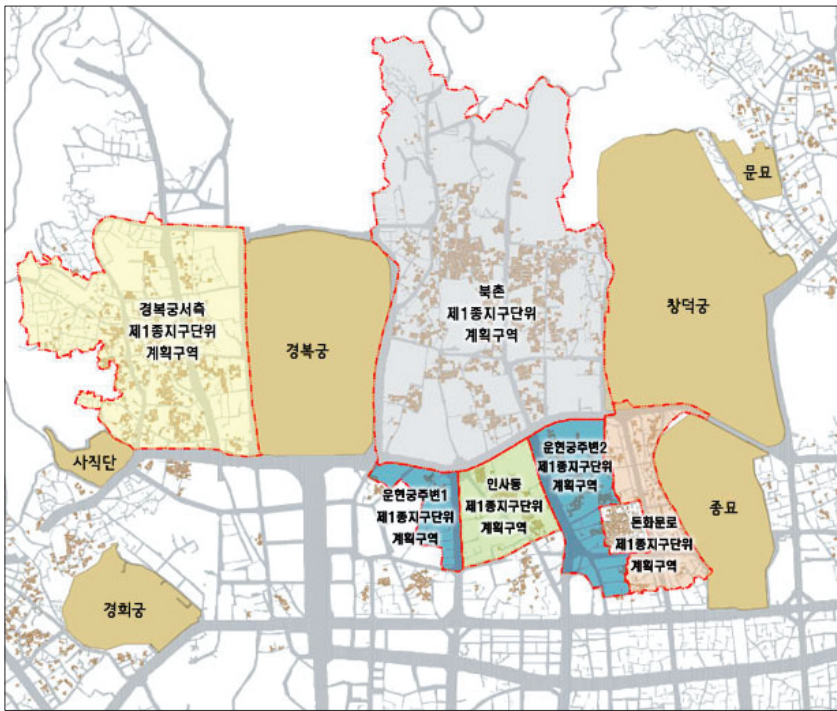 문묘
북촌
제1종지구단위
계획구역
창덕궁
경복궁서측
제1종지구단위
계획구역
경복궁
사직단
운현궁주변1
제1종지구단위
계획구역
인사동
제1종지구단위
계획구역
운현궁주변2
제1종지구단위
계획구역
돈화문로
제1종지구단위
계획구역
종묘
경희궁